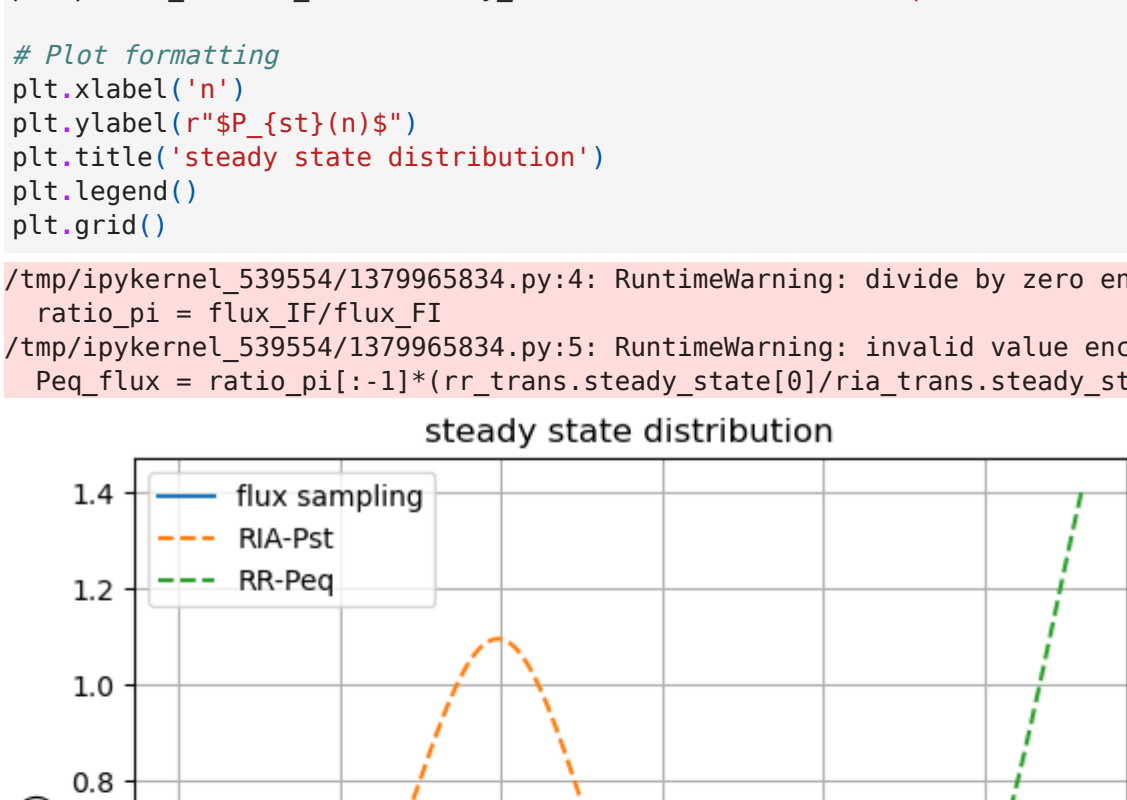 # Plot formatting
plt.xlabel('n')
plt.ylabel(r"$P_{st}(n)$")
plt.title('steady state distribution')
plt.legend()
plt.grid()
/tmp/ipykernel_539554/1379965834.py:4: RuntimeWarning: divide by zero en
  ratio_pi = flux_IF/flux_FI
/tmp/ipykernel_539554/1379965834.py:5: RuntimeWarning: invalid value enc
  Peq_flux = ratio_pi[:-1]*(rr_trans.steady_state[0]/ria_trans.steady_st
steady state distribution
1.4
flux sampling
RIA-Pst
RR-Peq
1.2
1.0
0.8